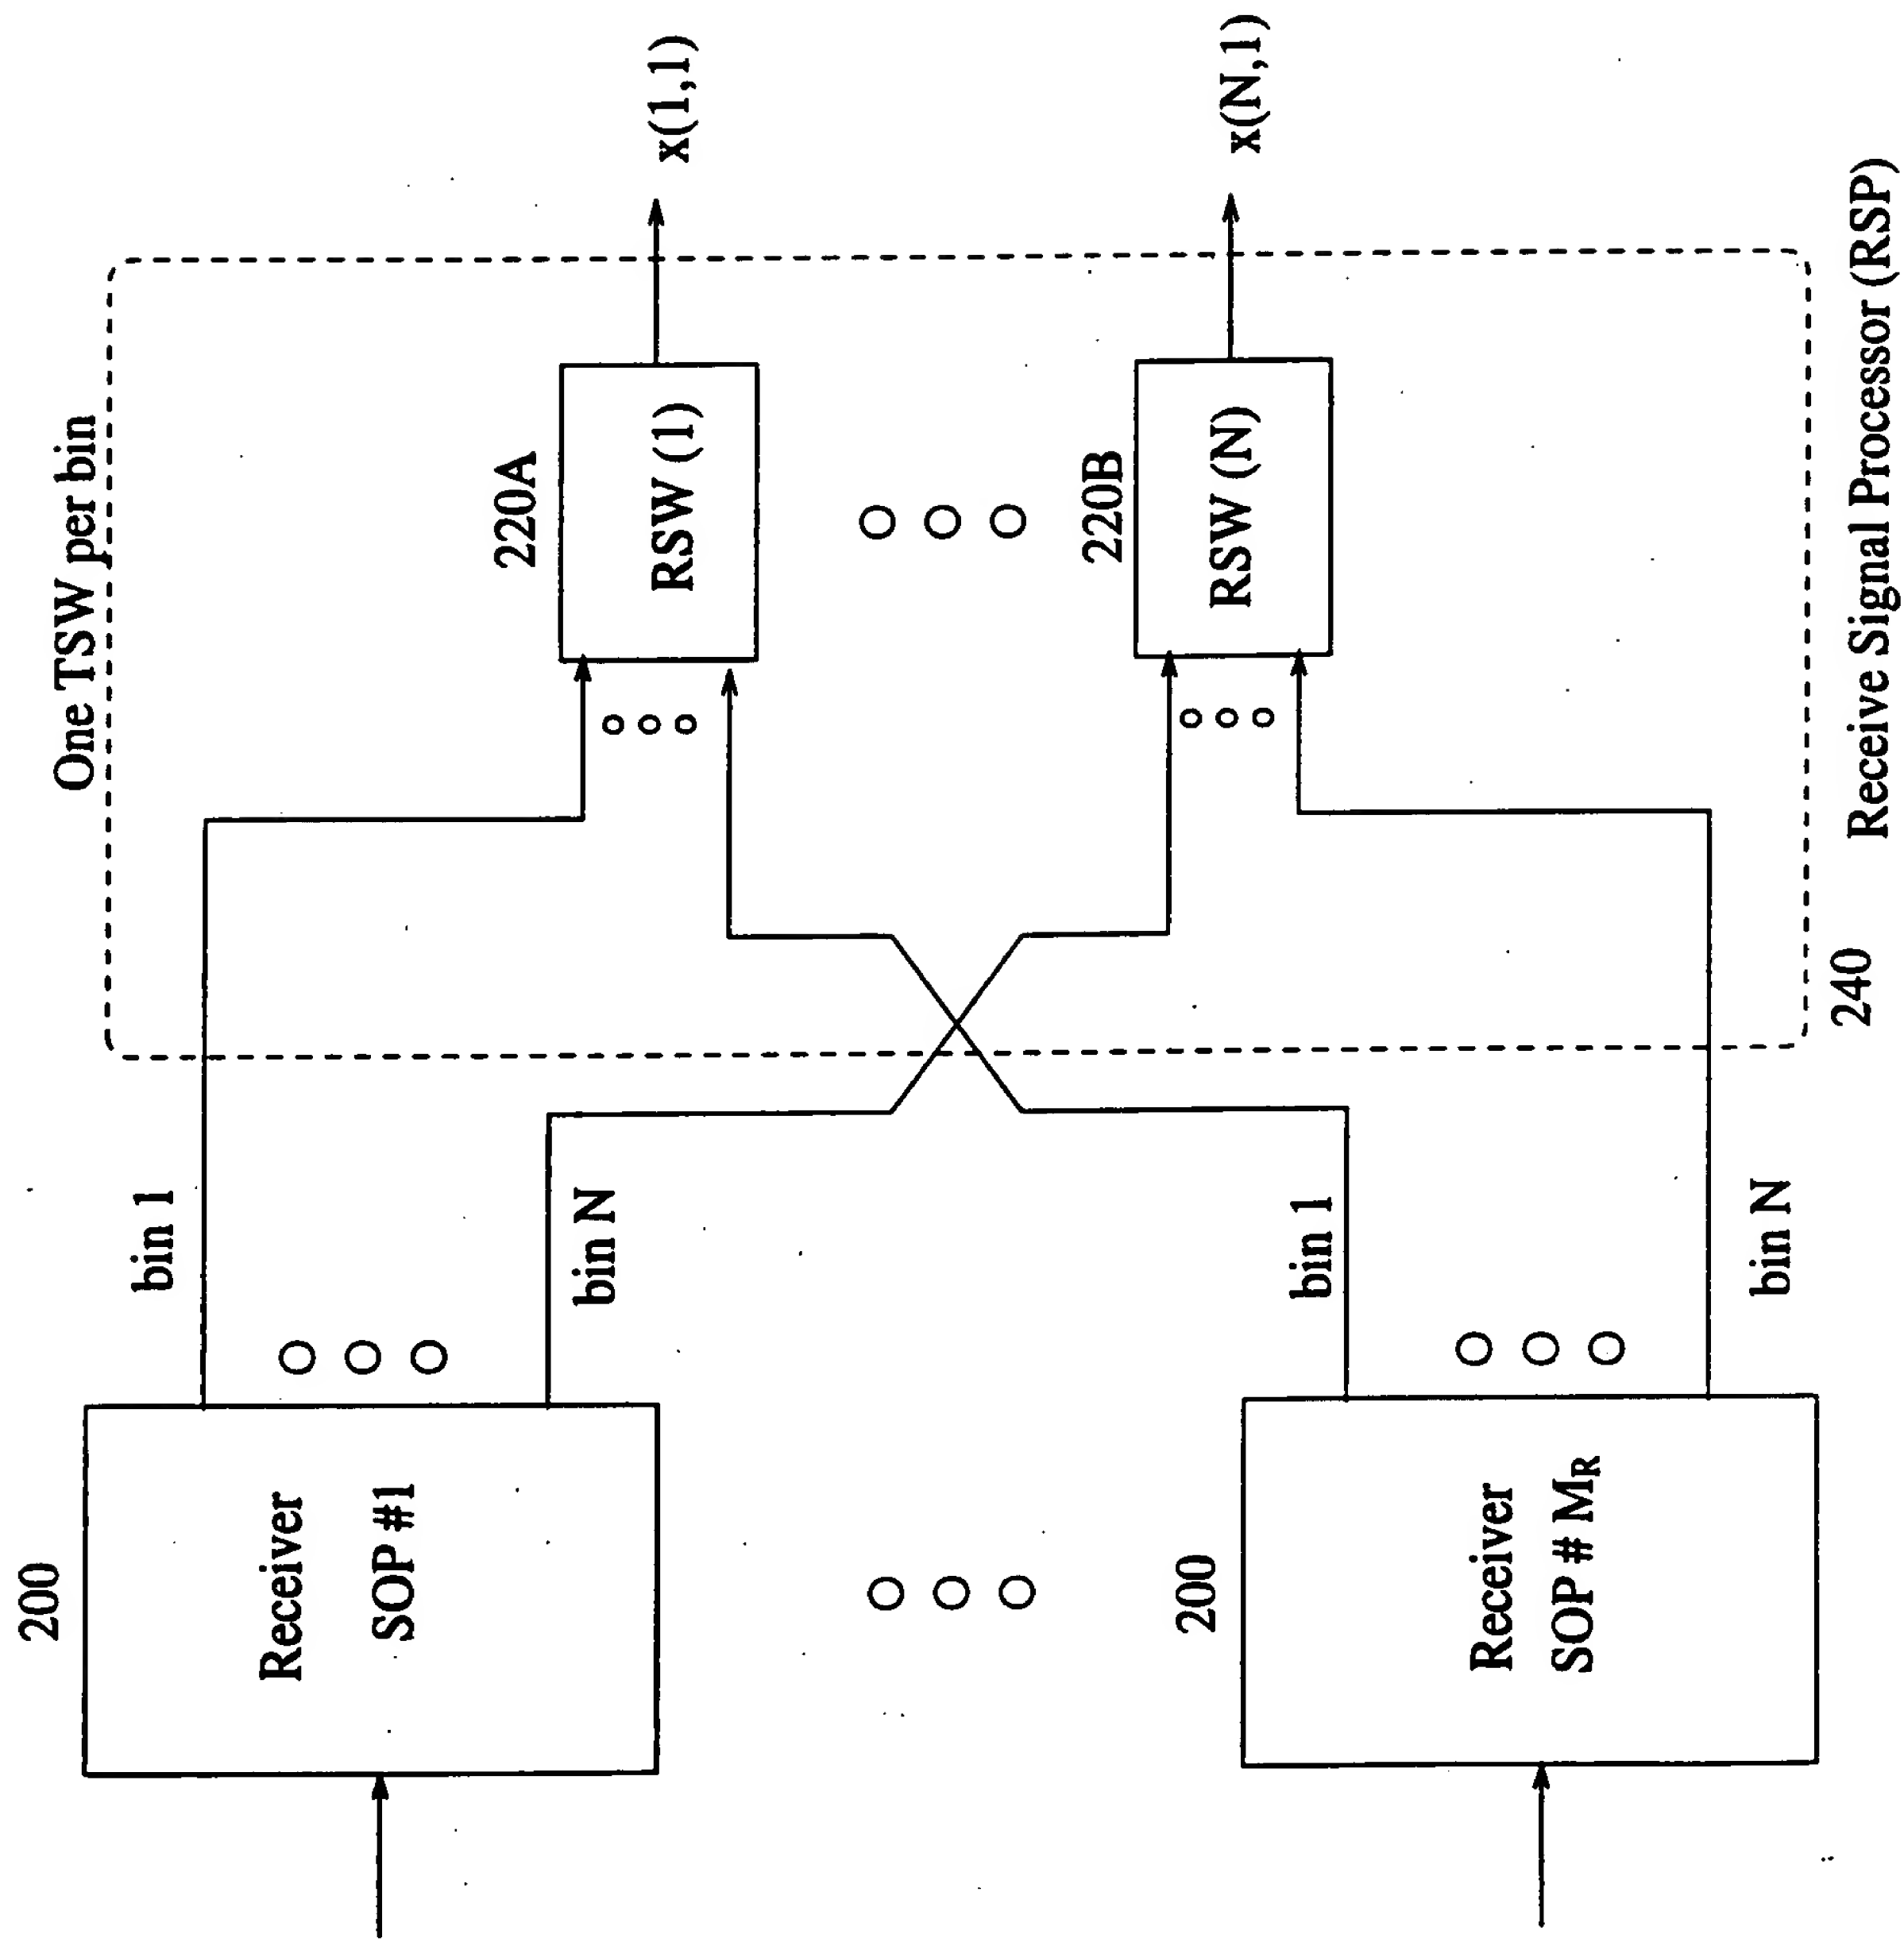 One TSW per bin
200
Receiver
SOP #1
bin 1
bin N
220A
RSW (1)
x(1,1)
220B
RSW (N)
x(N,1)
200
Receiver
SOP # MR
bin 1
bin N
240
Receive Signal Processor (RSP)